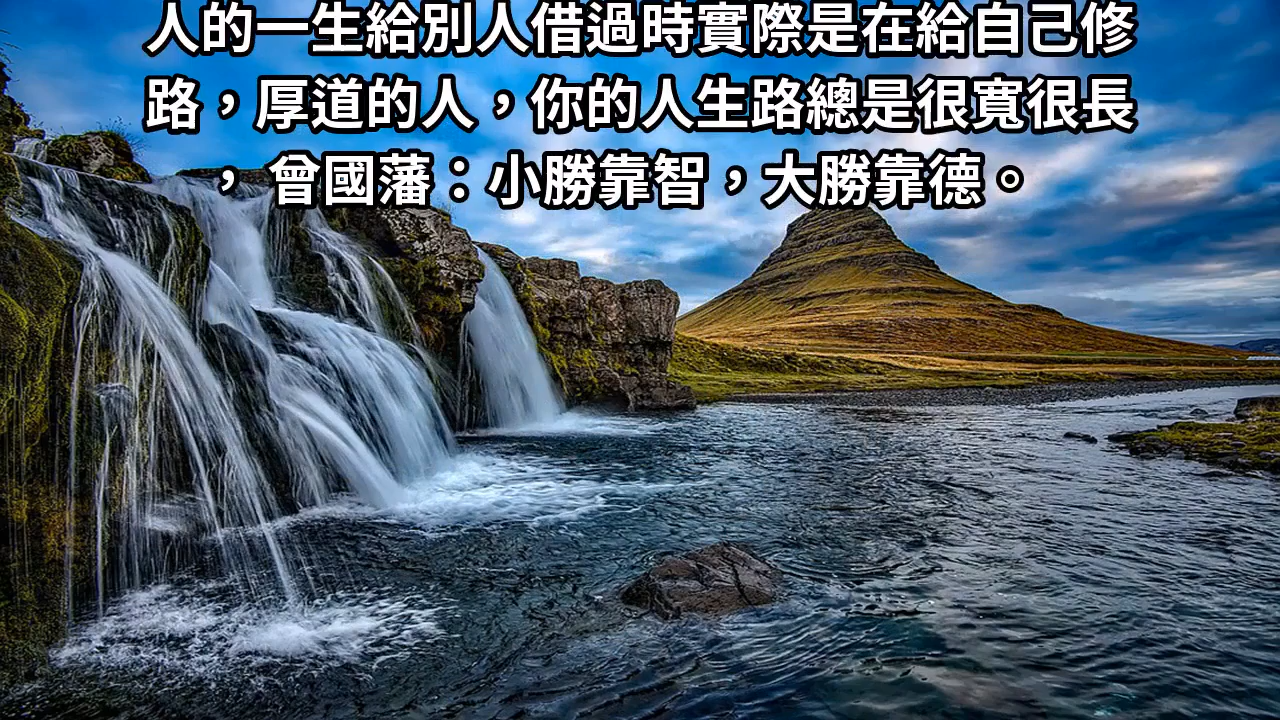 人的一生給別人借過時實際是在給自己修
路，厚道的人，你的人生路總是很寬很長
，曾國藩：小勝靠智，大勝靠德。